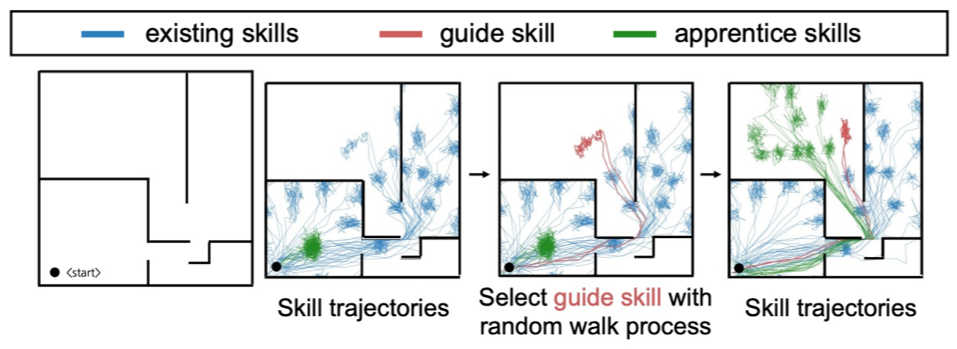 existing skills guide skill apprentice skills
<start>
Skill trajectories
Select guide skill with
random walk process
Skill trajectories